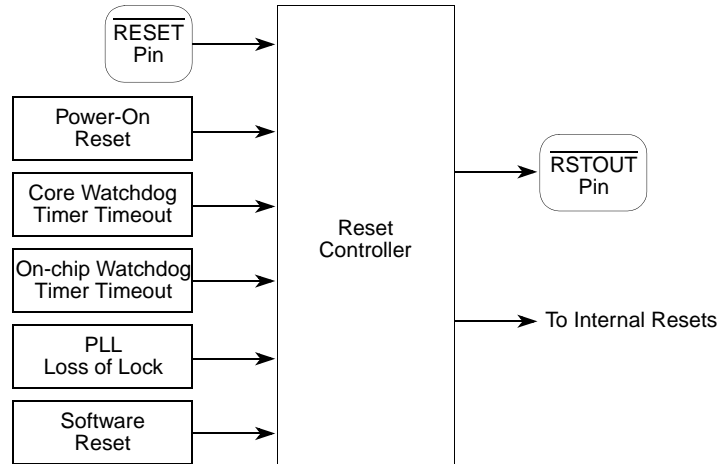 RESET
Pin
Power-On
Reset
Core Watchdog
Timer Timeout
On-chip Watchdog
Timer Timeout
PLL
Loss of Lock
Software
Reset
Reset
Controller
RSTOUT
Pin
To Internal Resets